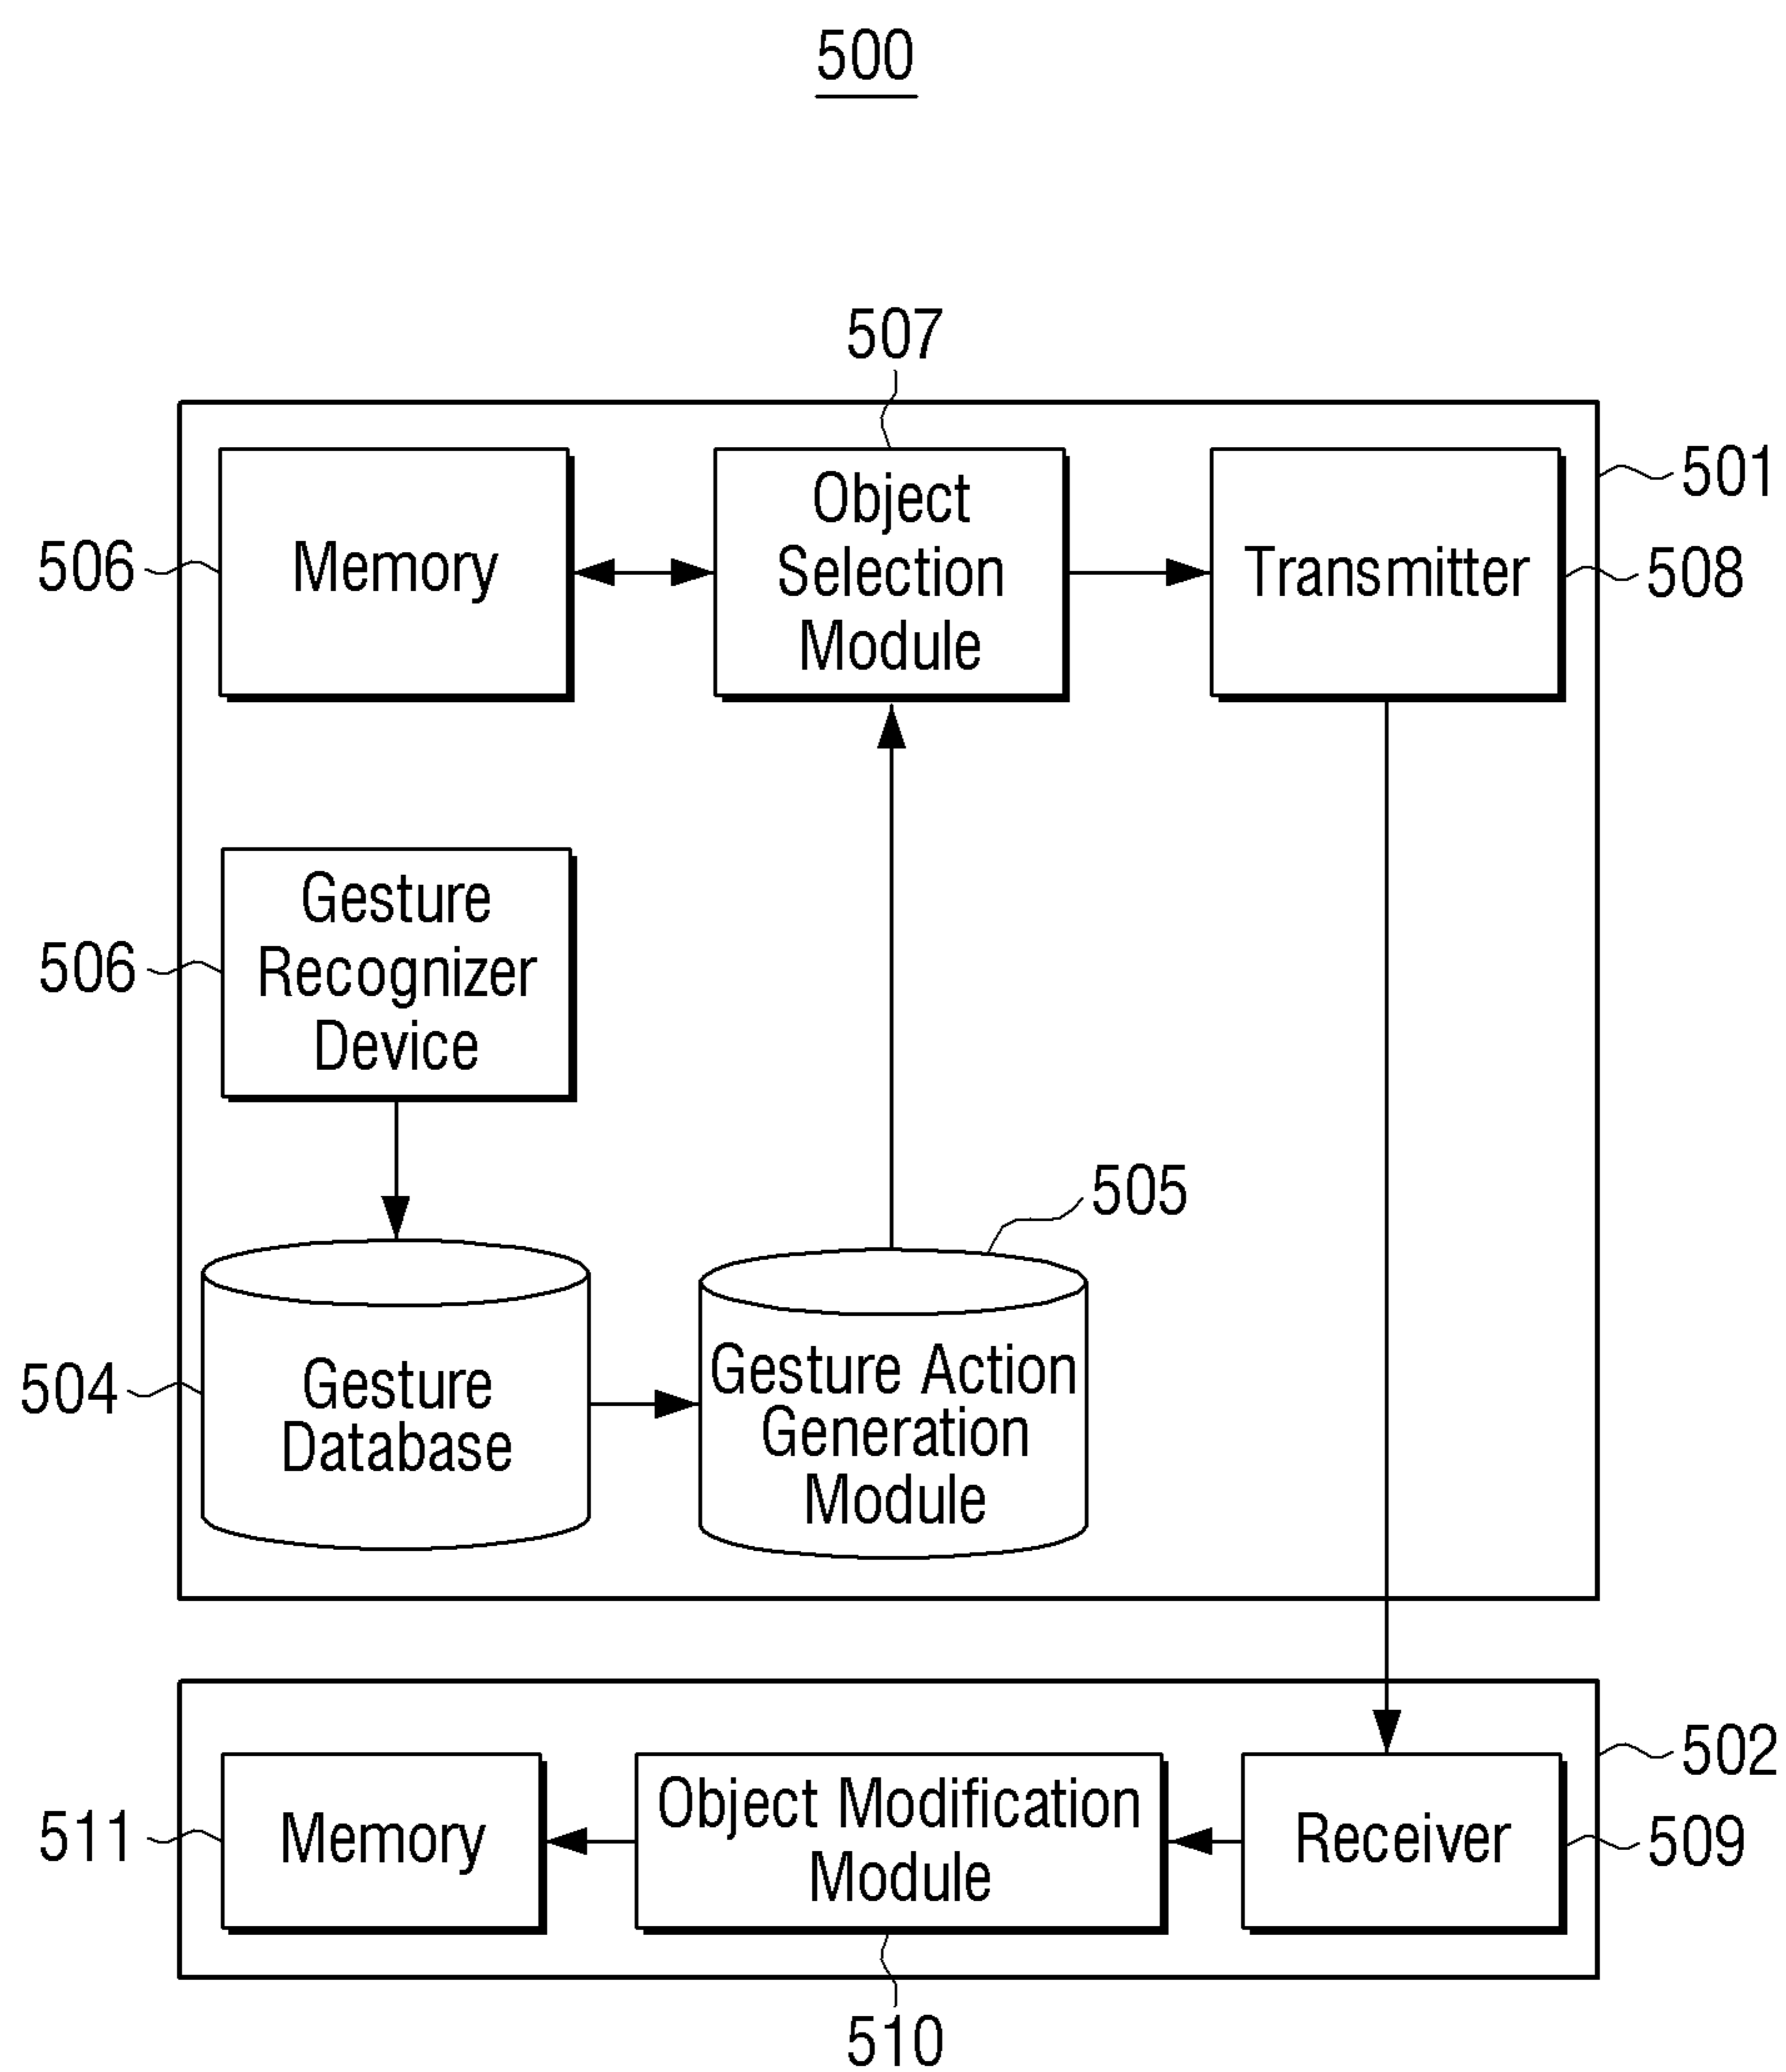 500
507
501
506
Memory
Object
Selection
Module
Transmitter
508
506
Gesture
Recognizer
Device
505
504
Gesture
Database
Gesture Action
Generation
Module
502
511
Memory
Object Modification
Module
Receiver
509
510